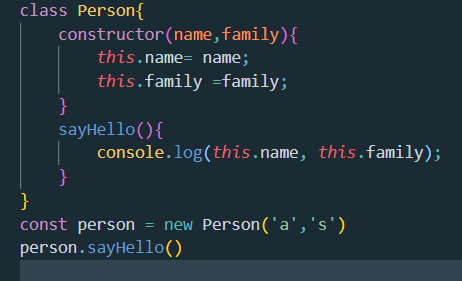 class Person{
    constructor(name,family){
        this.name= name;
        this.family =family;
    }
    sayHello(){
        console.log(this.name, this.family);
    }
}
const person = new Person('a','s')
person.sayHello()